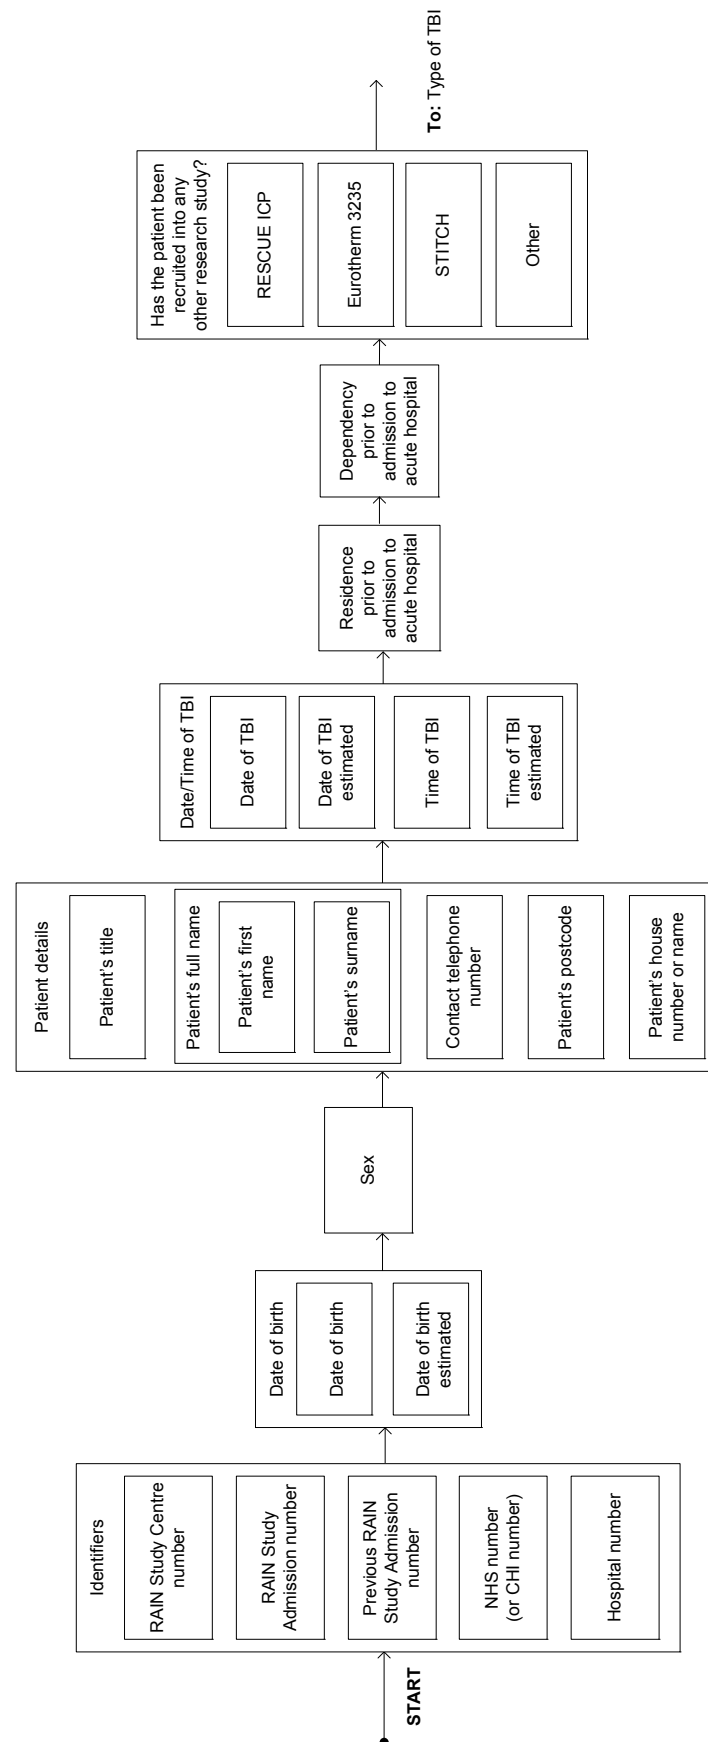 START
Identifiers
RAIN Study Centre
number
RAIN Study
Admission number
Previous RAIN
Study Admission
number
NHS number
(or CHI number)
Hospital number
Date of birth
Date of birth
Date of birth
estimated
Sex
Patient details
Patient's title
Patient's full name
Patient's first
name
Patient's surname
Contact telephone
number
Patient's postcode
Patient's house
number or name
Date/Time of TBI
Date of TBI
Date of TBI
estimated
Time of TBI
Time of TBI
estimated
Residence
prior to
admission to
acute hospital
Dependency
prior to
admission to
acute hospital
Has the patient been
recruited into any
other research study?
RESCUE ICP
Eurotherm 3235
STITCH
Other
To: Type of TBI